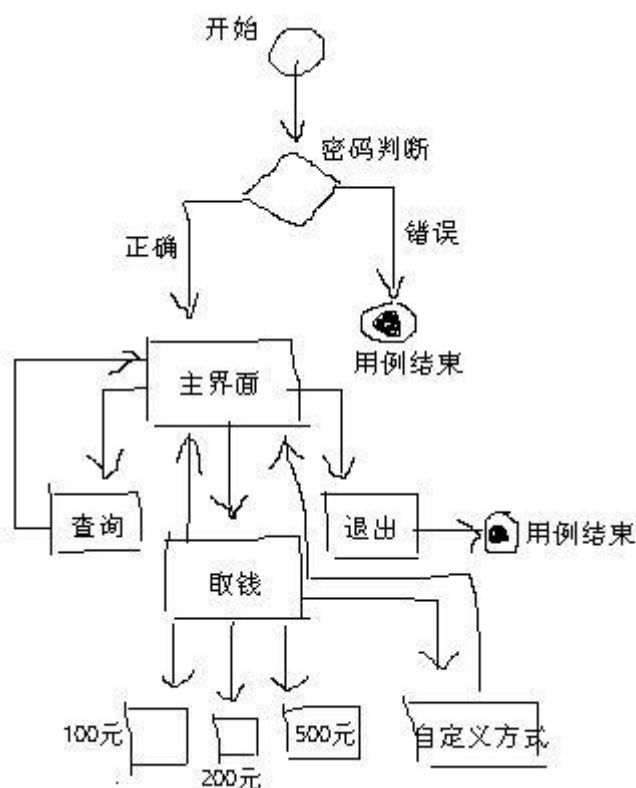 开始
密码判断
正确
错误
用例结束
主界面
查询
退出
用例结束
取钱
100元
200元
500元
自定义方式